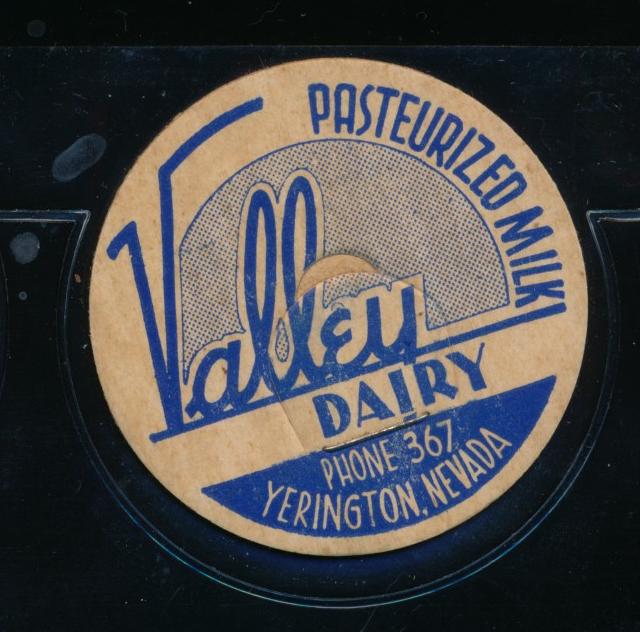 PASTEURIZED MILK
Valley
DAIRY
PHONE 367
YERINGTON, NEVADA